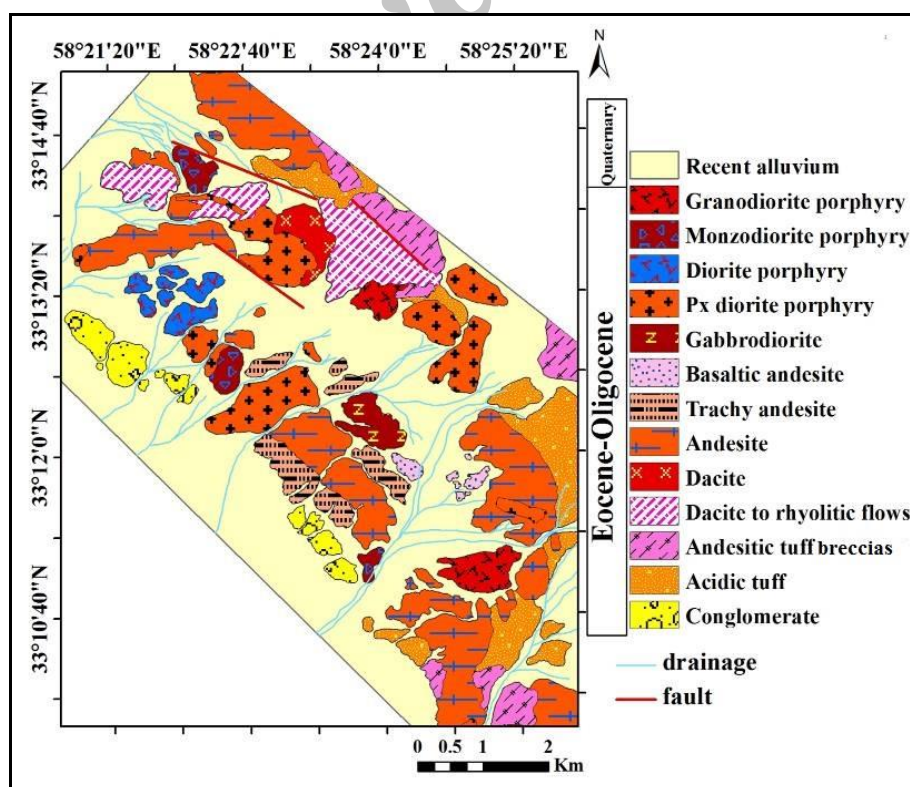 58°21'20"E 58°22'40"E 58°24'0"E 58°25'20"E
N
33°14'40"N
33°13'20"N
33°12'0"N
33°10'40"N
Quaternary
Eocene-Oligocene
Recent alluvium
Granodiorite porphyry
Monzodiorite porphyry
Diorite porphyry
Px diorite porphyry
Gabbrodiorite
Basaltic andesite
Trachy andesite
Andesite
Dacite
Dacite to rhyolitic flows
Andesitic tuff breccias
Acidic tuff
Conglomerate
drainage
fault
0 0.5 1 2
Km